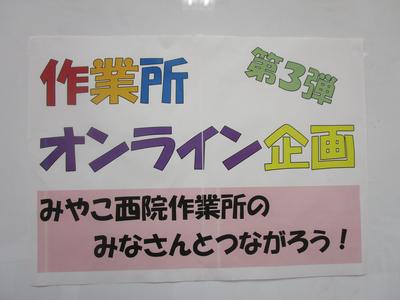 作業所
第3弾
オンライン企画
みやこ西院作業所の
みなさんとつながろう！